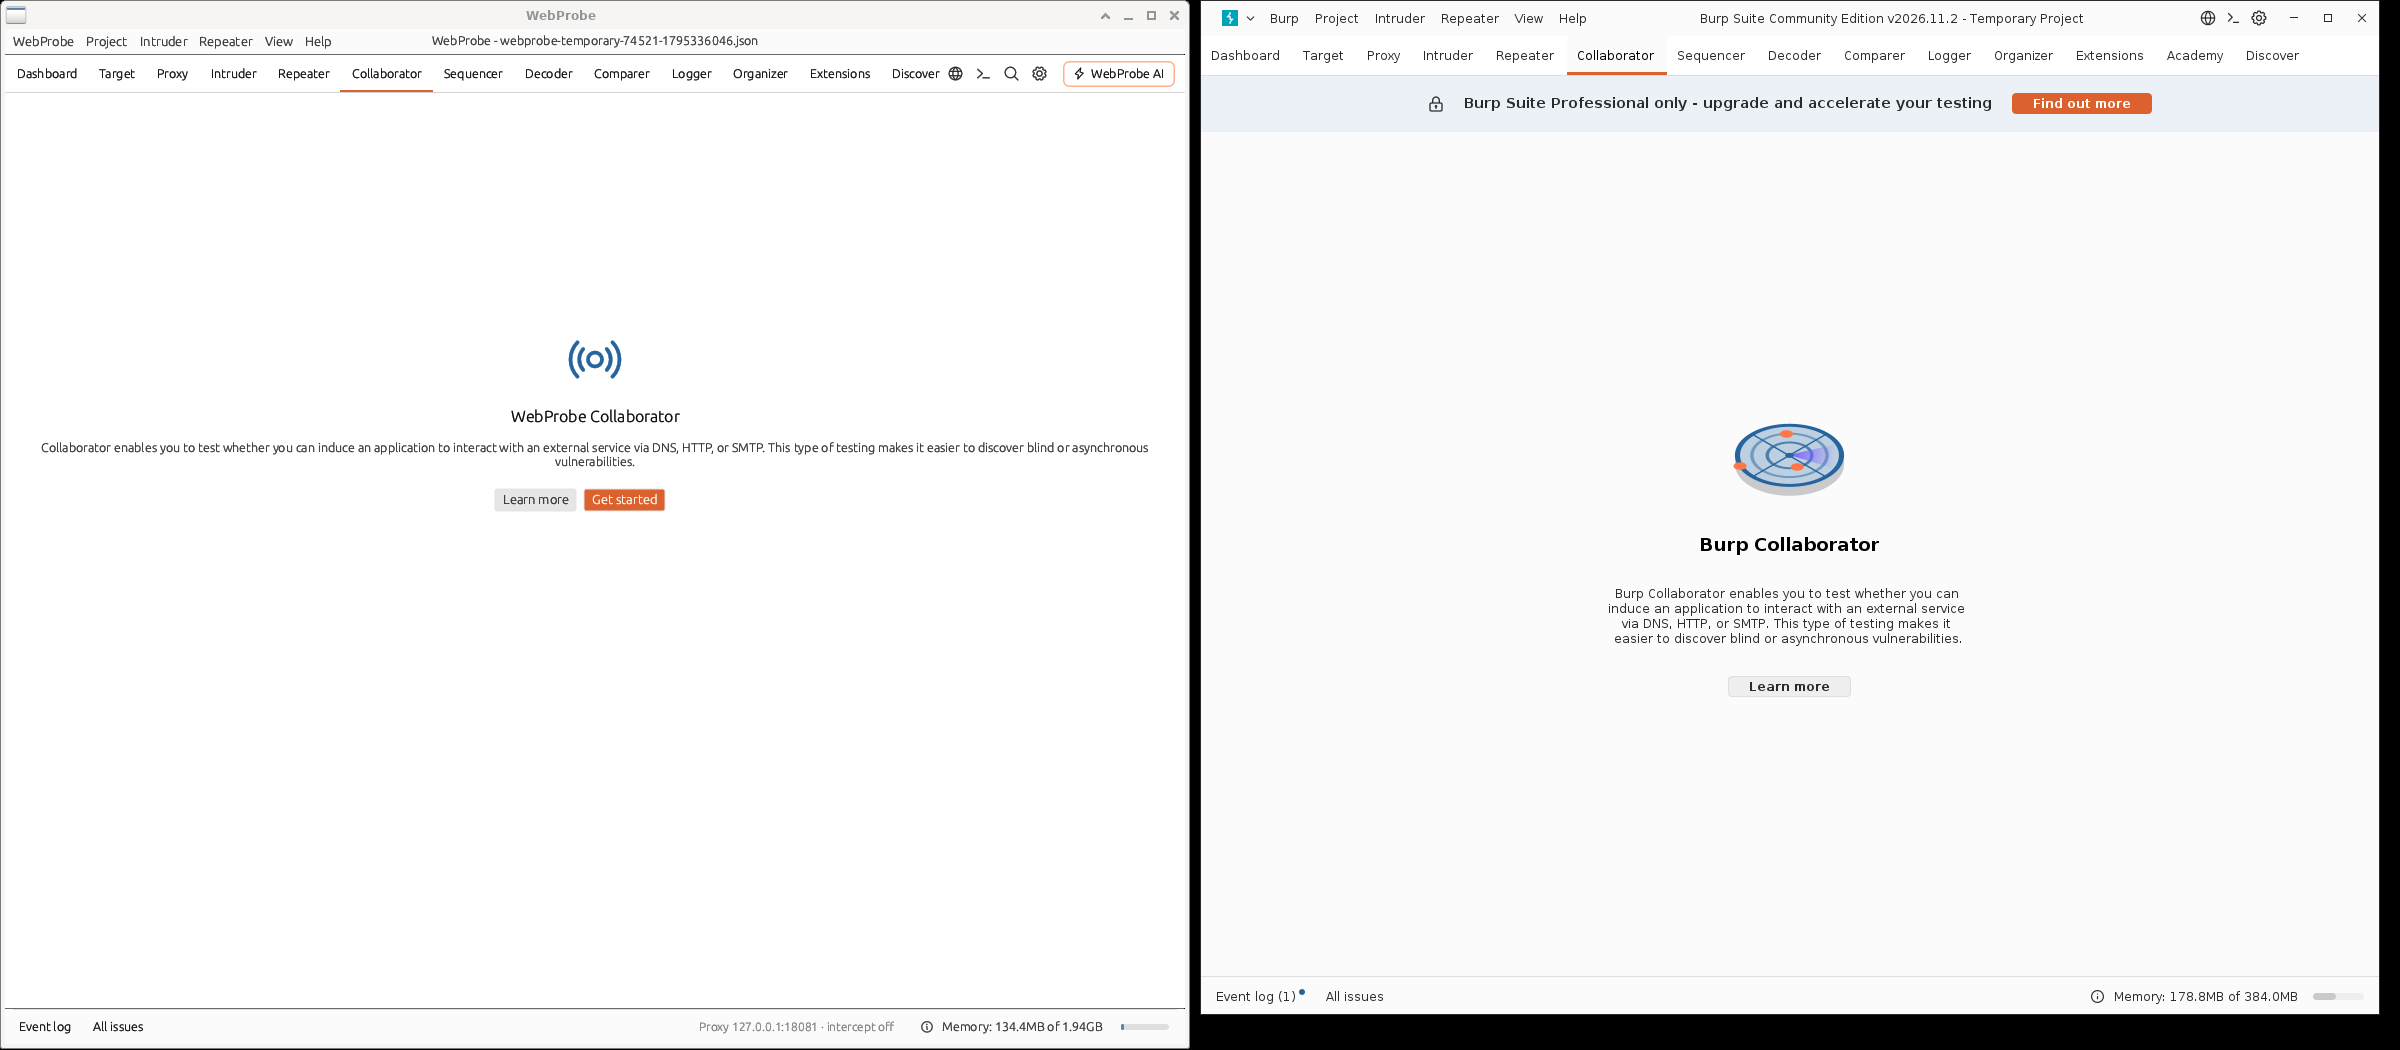 WebProbe
WebProbe Project Intruder Repeater View Help WebProbe - webprobe-temporary-74521-1795336046.json
Dashboard Target Proxy Intruder Repeater Collaborator Sequencer Decoder Comparer Logger Organizer Extensions Discover WebProbe AI
WebProbe Collaborator
Collaborator enables you to test whether you can induce an application to interact with an external service via DNS, HTTP, or SMTP. This type of testing makes it easier to discover blind or asynchronous
vulnerabilities.
Learn more Get started
Event log All issues Proxy 127.0.0.1:18081 · intercept off Memory: 134.4MB of 1.94GB
Burp Project Intruder Repeater View Help Burp Suite Community Edition v2026.11.2 - Temporary Project
Dashboard Target Proxy Intruder Repeater Collaborator Sequencer Decoder Comparer Logger Organizer Extensions Academy Discover
Burp Suite Professional only - upgrade and accelerate your testing Find out more
Burp Collaborator
Burp Collaborator enables you to test whether you can
induce an application to interact with an external service
via DNS, HTTP, or SMTP. This type of testing makes it
easier to discover blind or asynchronous vulnerabilities.
Learn more
Event log (1) All issues Memory: 178.8MB of 384.0MB